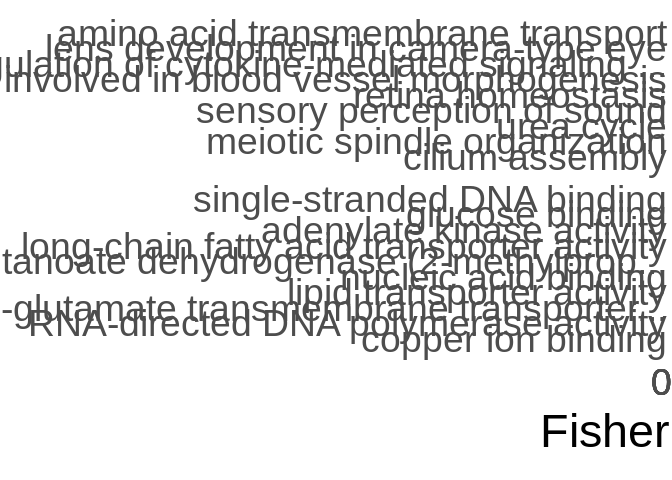 amino acid transmembrane transport
lens development in camera-type eye
of cytokine-mediated signaling
involved in blood vessel morphogenesis
retina homeostasis
sensory perception of sound
urea cycle
meiotic spindle organization
cilium assembly
single-stranded DNA binding
glucose binding
adenylate kinase activity
long-chain fatty acid transporter activity
tanoate dehydrogenase (2-methylprop
nucleic acid binding
lipid transporter activity
-glutamate transmembrane transporter
RNA-directed DNA polymerase activity
copper ion binding
0
Fisher